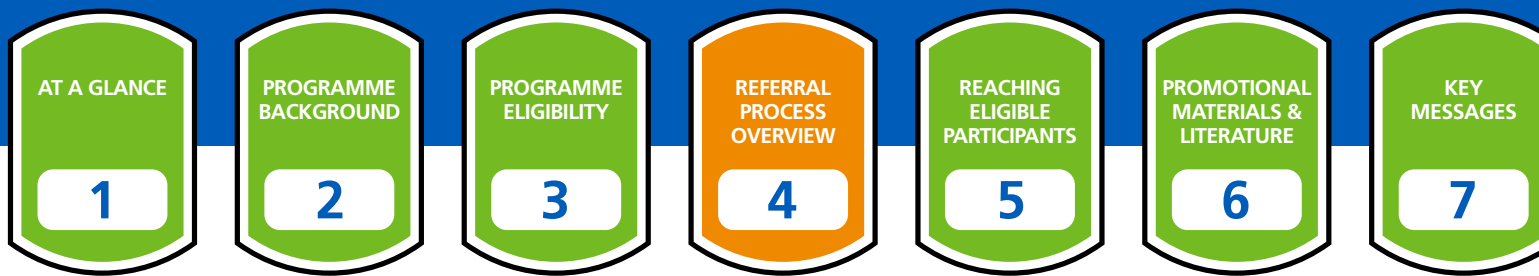 AT A GLANCE
1
PROGRAMME
BACKGROUND
2
PROGRAMME
ELIGIBILITY
3
REFERRAL
PROCESS
OVERVIEW
4
REACHING
ELIGIBLE
PARTICIPANTS
5
PROMOTIONAL
MATERIALS &
LITERATURE
6
KEY
MESSAGES
7